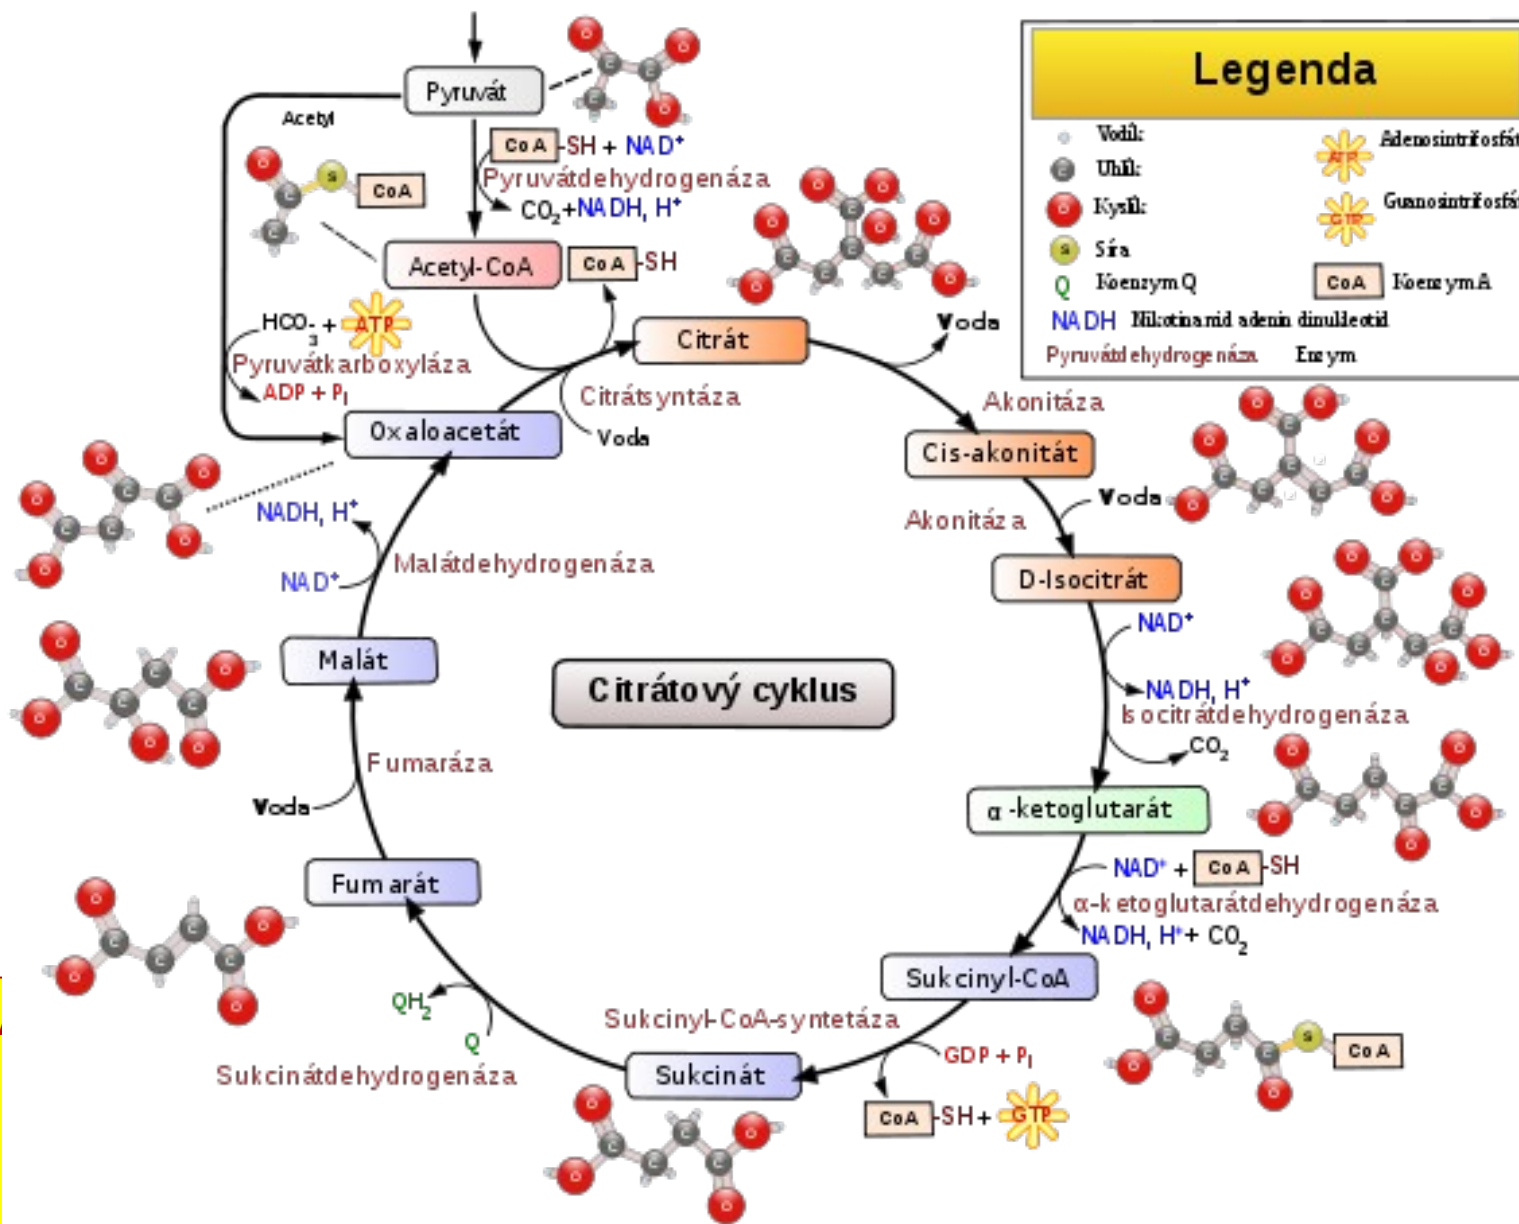 Pyruvát
Acetyl
CoA -SH + NAD⁺
Pyruvátdehydrogenáza
CO₂+NADH, H⁺
S CoA
Acetyl-CoA
CoA -SH
HCO₃⁻ + ATP
Pyruvátkarboxyláza
ADP + Pᵢ
Citrát
Voda
Citrátsyntáza
Voda
Oxaloacetát
Akonitáza
Cis-akonitát
Voda
Akonitáza
D-Isocitrát
NAD⁺
NADH, H⁺
Isocitrátdehydrogenáza
CO₂
α-ketoglutarát
NAD⁺ + CoA -SH
α-ketoglutarátdehydrogenáza
NADH, H⁺ + CO₂
Sukcinyl-CoA
S CoA
Sukcinyl-CoA-syntetáza
GDP + Pᵢ
CoA -SH + GTP
Sukcinát
Q
QH₂
Sukcinátdehydrogenáza
Fumarát
Voda
Fumaráza
Malát
NAD⁺
NADH, H⁺
Malátdehydrogenáza
Citrátový cyklus
Legenda
Vodík
C Uhlík
O Kyslík
S Síra
Q Koenzym Q
ATP Adenosintrifosfát
GTP Guanosintrifosfát
CoA Koenzym A
NADH Nikotinamid adenin dinukleotid
Pyruvátdehydrogenáza Enzym